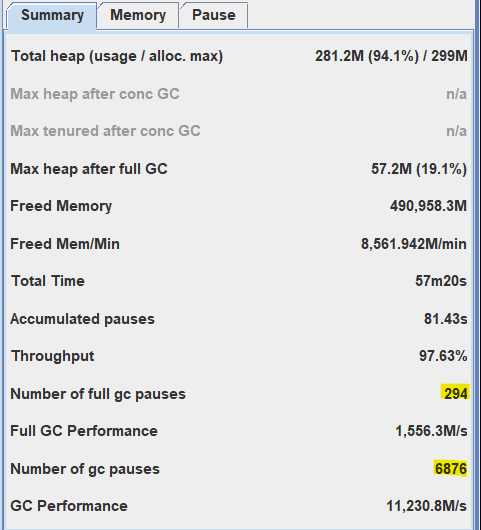 Summary Memory Pause
Total heap (usage / alloc. max) 281.2M (94.1%) / 299M
Max heap after conc GC n/a
Max tenured after conc GC n/a
Max heap after full GC 57.2M (19.1%)
Freed Memory 490,958.3M
Freed Mem/Min 8,561.942M/min
Total Time 57m20s
Accumulated pauses 81.43s
Throughput 97.63%
Number of full gc pauses 294
Full GC Performance 1,556.3M/s
Number of gc pauses 6876
GC Performance 11,230.8M/s